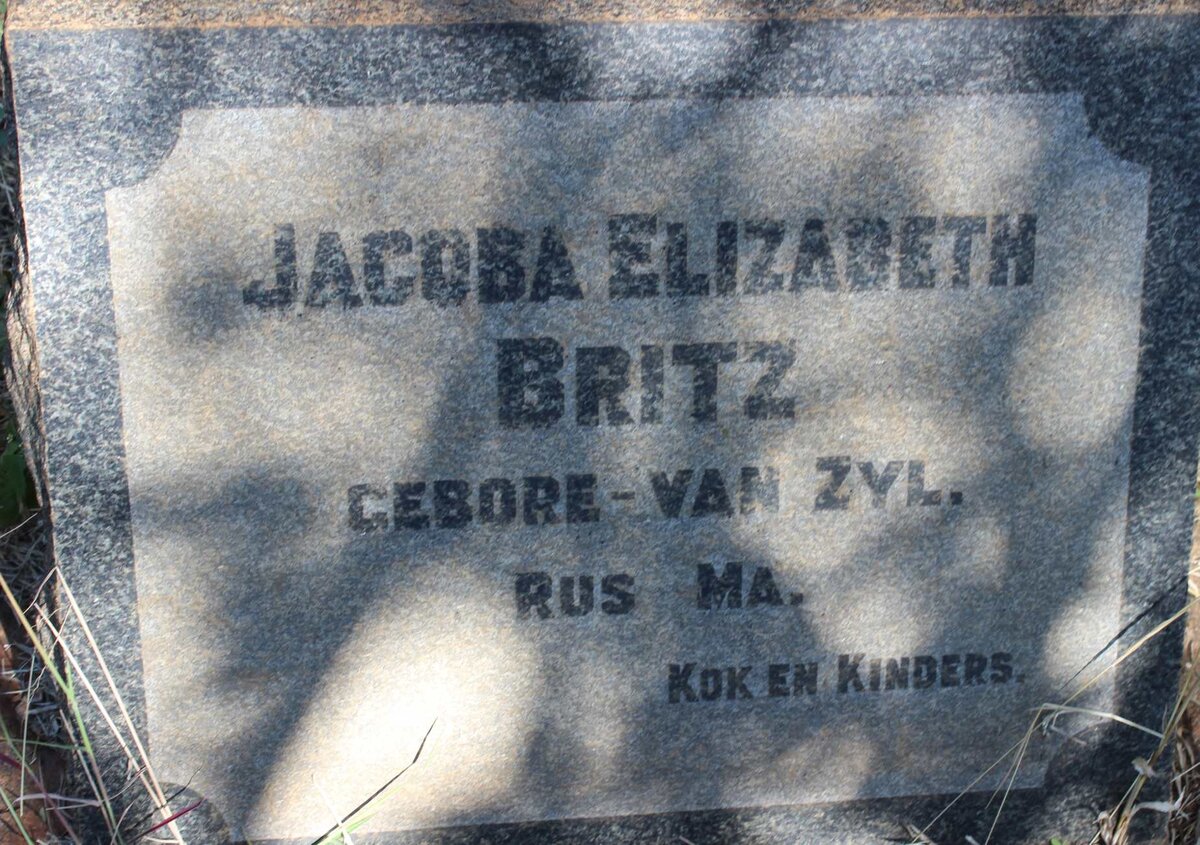 JACOBA ELIZABETH
BRITZ
GEBORE-VAN ZYL.
RUS MA.
KOK EN KINDERS.